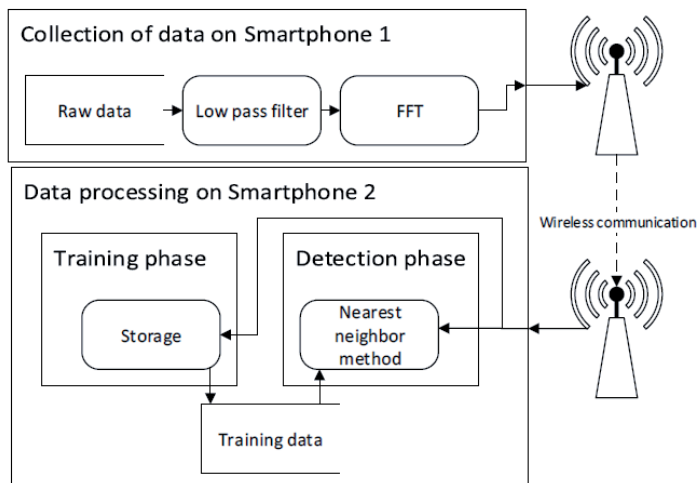 Collection of data on Smartphone 1
Raw data
Low pass filter
FFT
Data processing on Smartphone 2
Wireless communication
Training phase
Detection phase
Storage
Nearest
neighbor
method
Training data